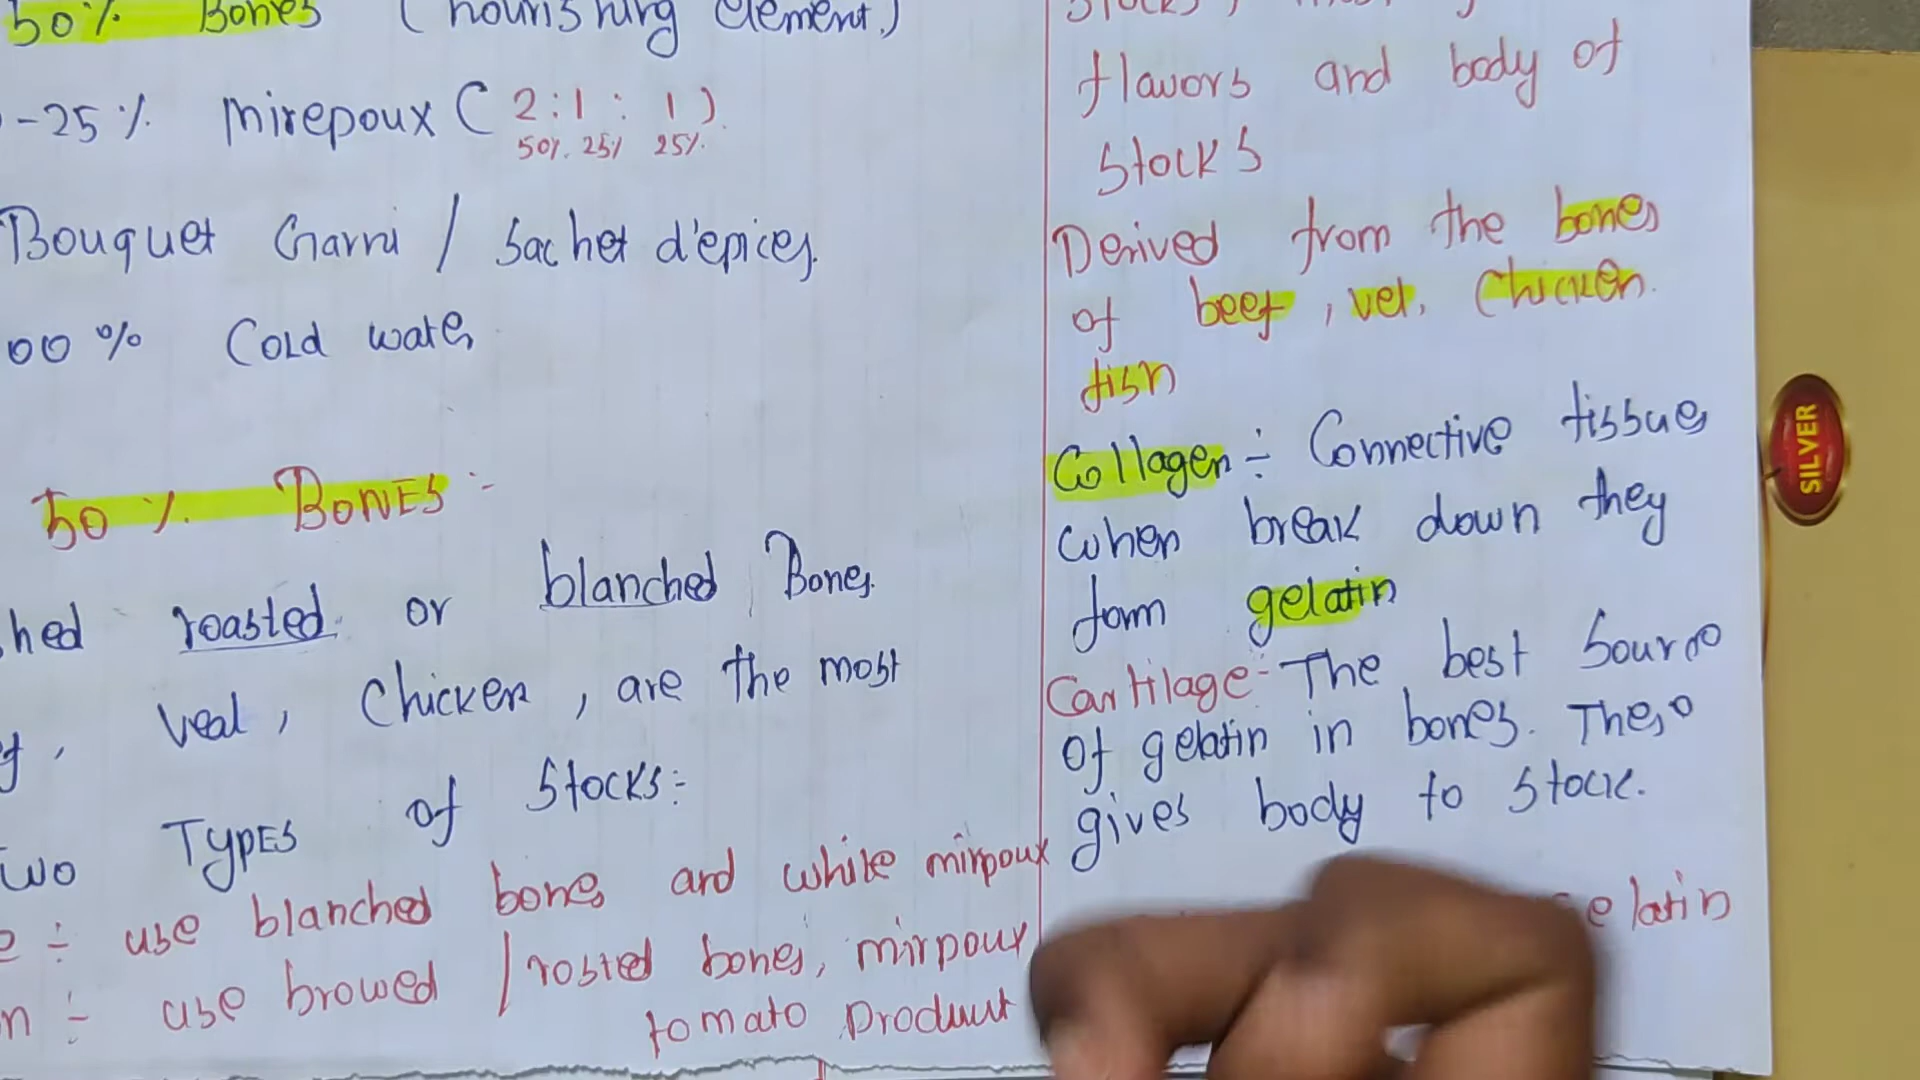 50% Bones (nourishing element)
-25% mirepoux (2:1:1)
50% 25% 25%
Bouquet Garni / Sachet d'epices
00% Cold water
50% BONES:-
hed roasted or blanched Bones
veal, Chicken, are the most
Two TYPES of Stocks:-
÷ use blanched bones and white mirpoux
n ÷ use browed / rosted bones, mirpoux
tomato product
Stocks,
flavors and body of
Stocks
Derived from the bones
of beef, vel, Chicken
fish
Collagen ÷ Connective tissues
when break down they
form gelatin
Cartilage - The best Source
of gelatin in bones. These
gives body to stock.
elatin
SILVER